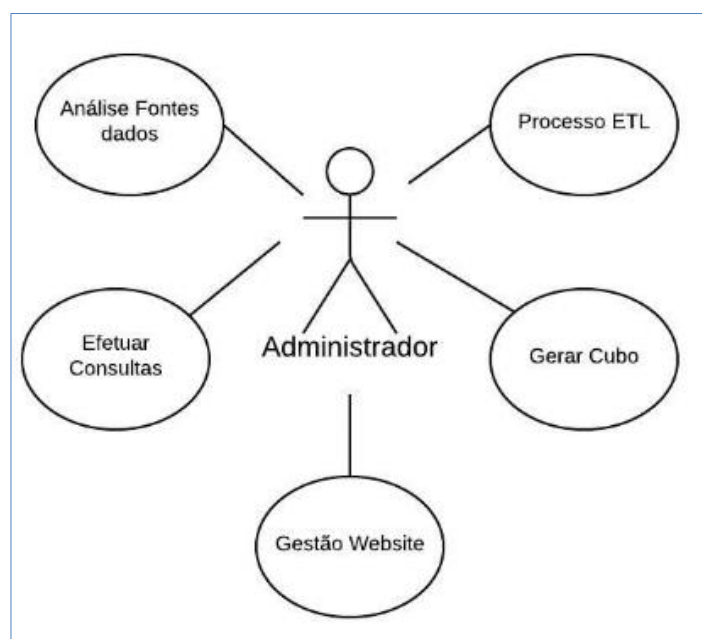 Análise Fontes
dados
Processo ETL
Efetuar
Consultas
Administrador
Gerar Cubo
Gestão Website